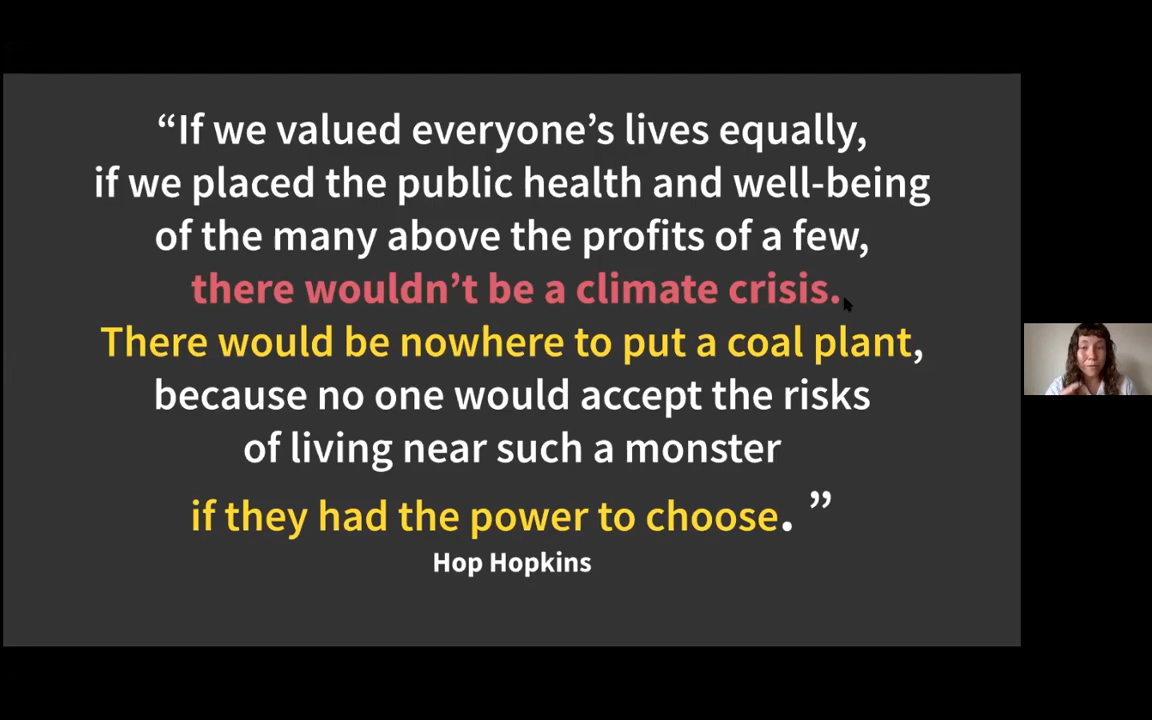 “If we valued everyone’s lives equally,
if we placed the public health and well-being
of the many above the profits of a few,
there wouldn’t be a climate crisis.
There would be nowhere to put a coal plant,
because no one would accept the risks
of living near such a monster
if they had the power to choose. ”
Hop Hopkins